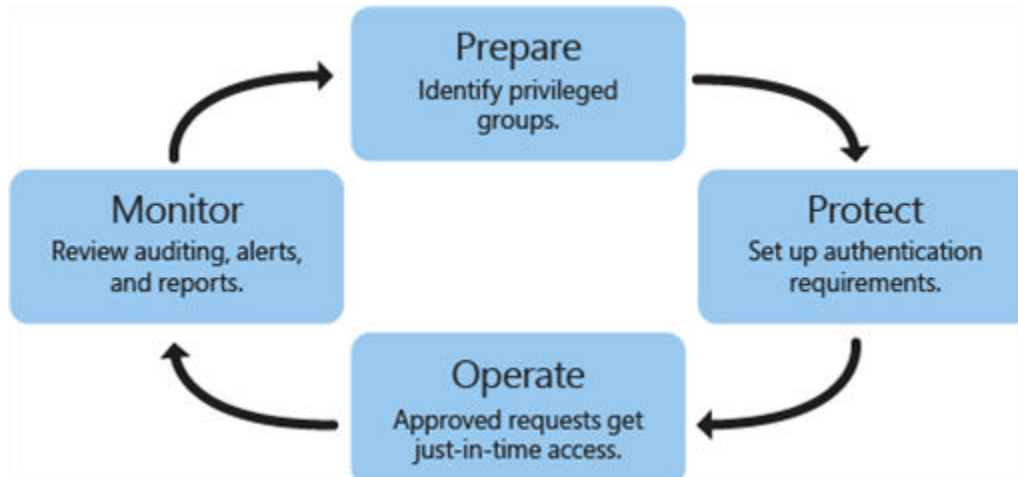 Prepare
Identify privileged
groups.
Monitor
Review auditing, alerts,
and reports.
Protect
Set up authentication
requirements.
Operate
Approved requests get
just-in-time access.